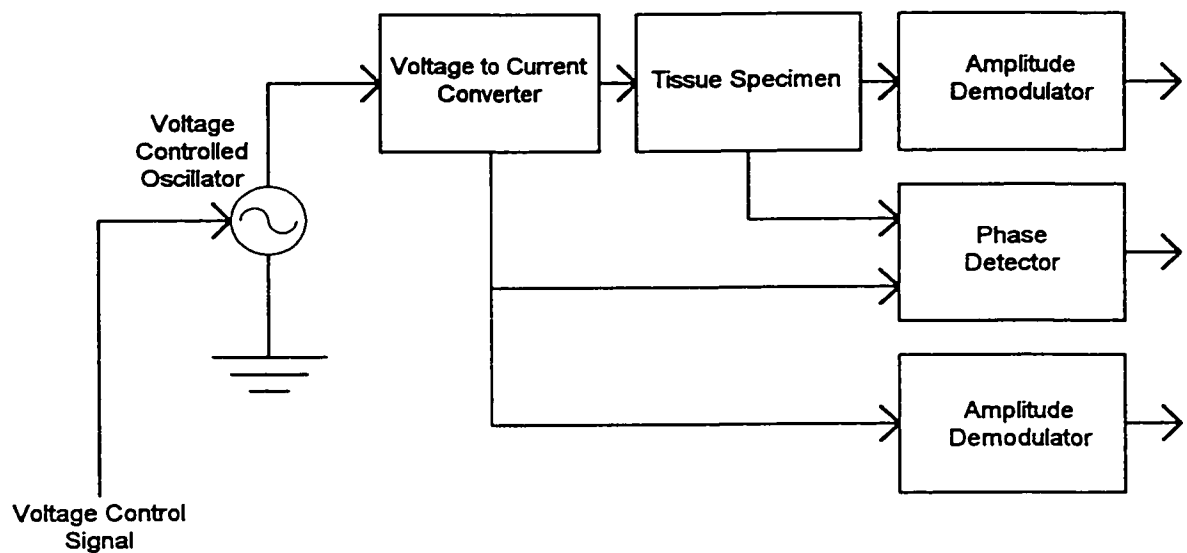 Voltage to Current
Converter
Tissue Specimen
Amplitude
Demodulator
Voltage
Controlled
Oscillator
Phase
Detector
Amplitude
Demodulator
Voltage Control
Signal